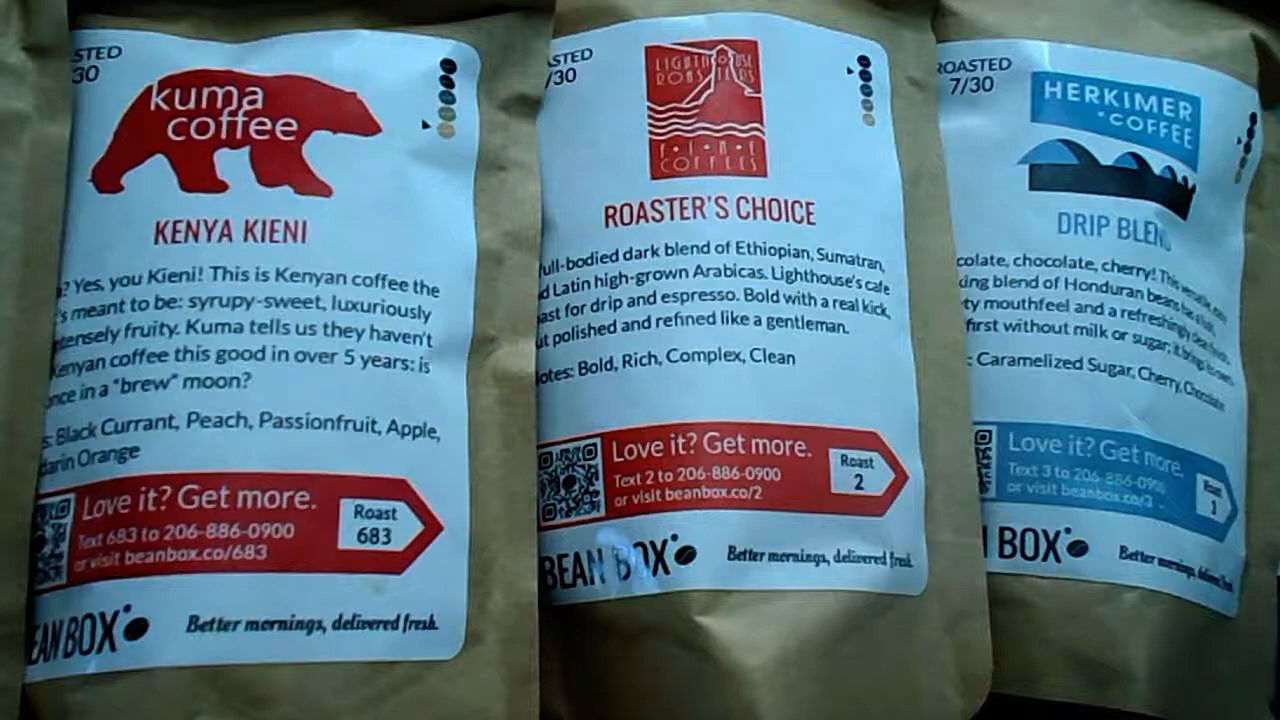 STED
30
kuma
coffee
KENYA KIENI
? Yes, you Kieni! This is Kenyan coffee the
's meant to be: syrupy-sweet, luxuriously
tensely fruity. Kuma tells us they haven't
Kenyan coffee this good in over 5 years: is
once in a "brew" moon?
s: Black Currant, Peach, Passionfruit, Apple,
darin Orange
Love it? Get more.
Text 683 to 206-886-0900
or visit beanbox.co/683
Roast
683
EAN BOX
Better mornings, delivered fresh.
ASTED
/30
LIGHTHOUSE
ROASTERS
F·I·N·E
COFFEES
ROASTER'S CHOICE
full-bodied dark blend of Ethiopian, Sumatran,
d Latin high-grown Arabicas. Lighthouse's cafe
ast for drip and espresso. Bold with a real kick,
ut polished and refined like a gentleman.
otes: Bold, Rich, Complex, Clean
Love it? Get more.
Text 2 to 206-886-0900
or visit beanbox.co/2
Roast
2
BEAN BOX
Better mornings, delivered fresh.
ROASTED
7/30
HERKIMER
COFFEE
DRIP BLEND
colate, chocolate, cherry! This
king blend of Honduran beans has a
ty mouthfeel and a refreshingly clean
first without milk or sugar; it brings its own.
: Caramelized Sugar, Cherry, Chocolate
Love it? Get more.
Text 3 to 206-886-0900
or visit beanbox.co/3
Roast
BOX
Better mornings, delivered